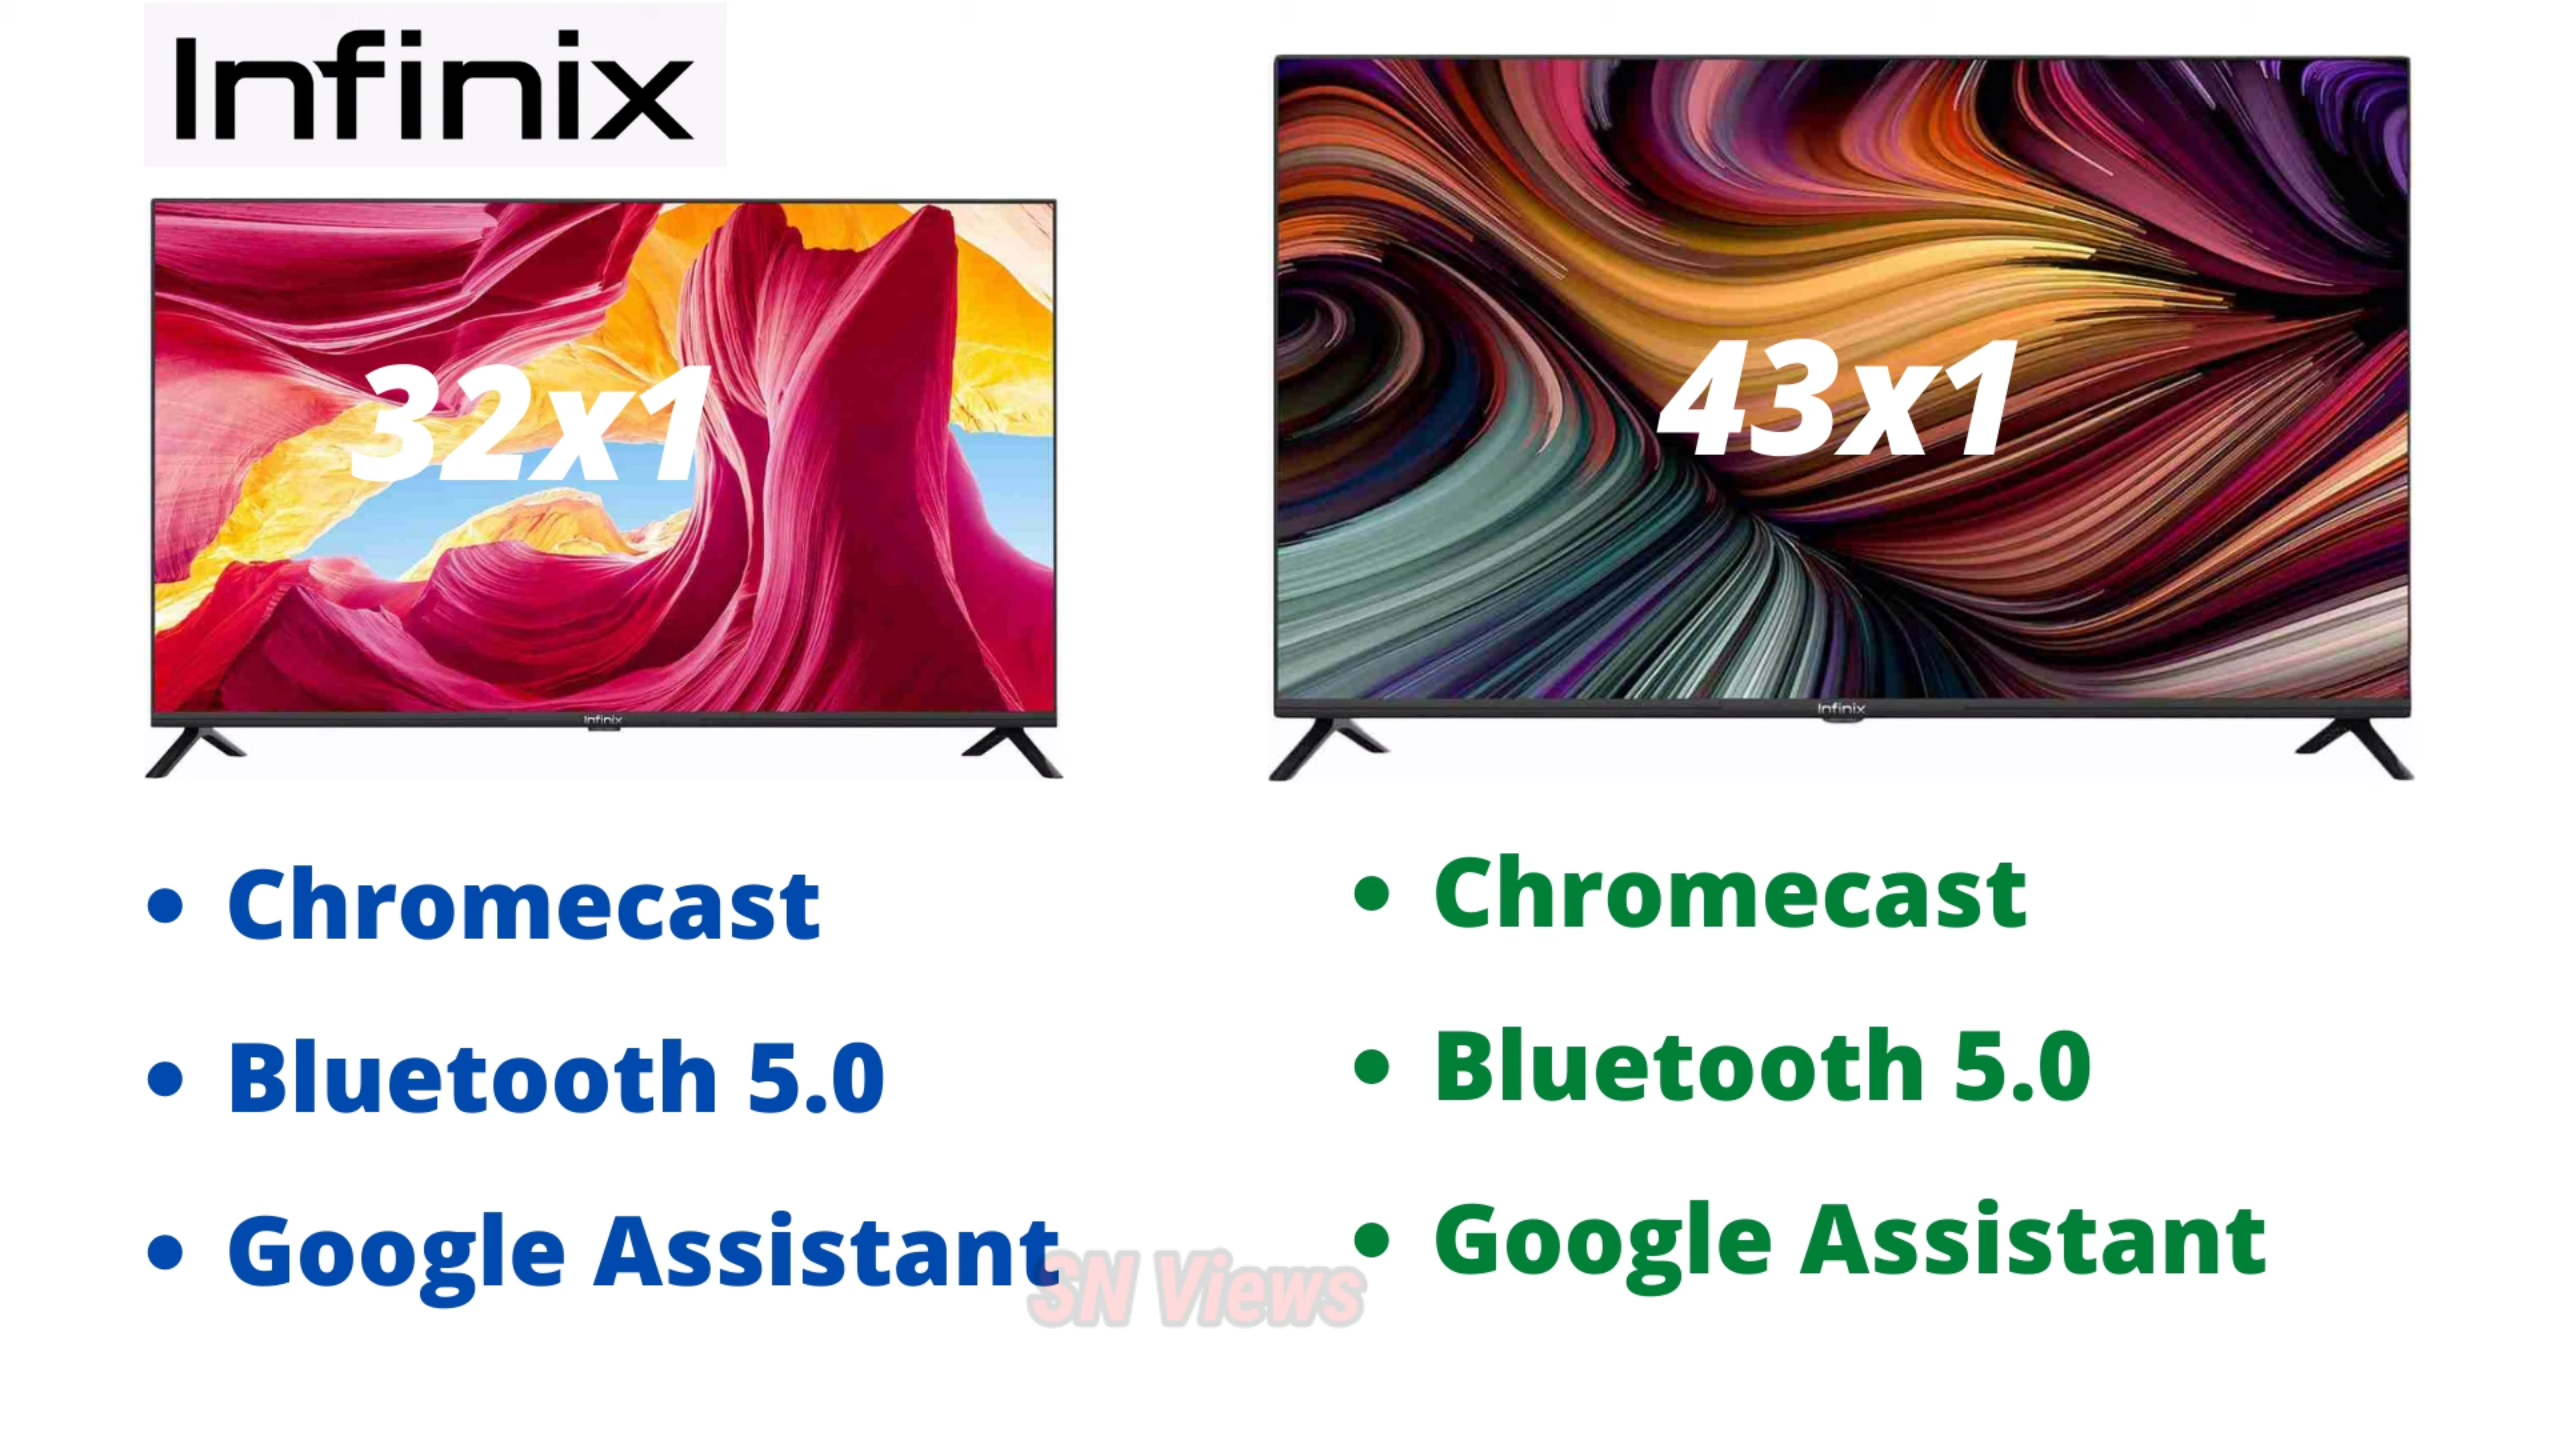 Infinix
32x1
Infinix
Chromecast
Bluetooth 5.0
Google Assistant
43x1
Infinix
Chromecast
Bluetooth 5.0
Google Assistant
SN Views